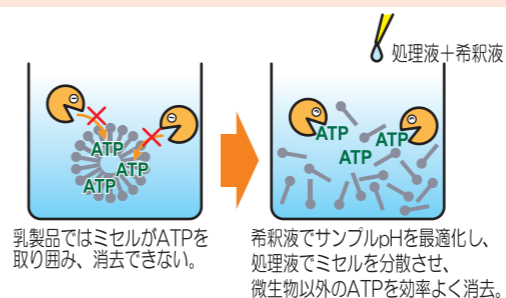 処理液＋希釈液
ATP
ATP
ATP
ATP
ATP
ATP
乳製品ではミセルがATPを
取り囲み、消去できない。
希釈液でサンプルpHを最適化し、
処理液でミセルを分散させ、
微生物以外のATPを効率よく消去。